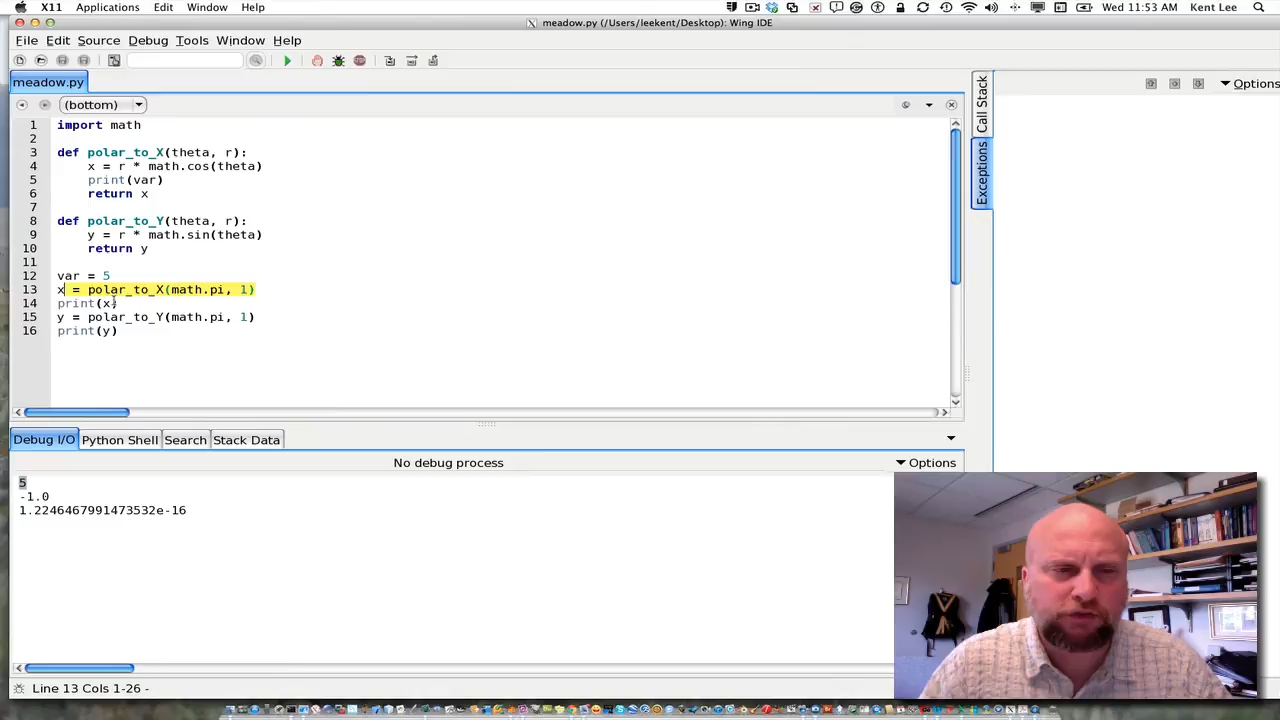 X11 Applications Edit Window Help Wed 11:53 AM Kent Lee
meadow.py (/Users/leekent/Desktop): Wing IDE
File Edit Source Debug Tools Window Help
meadow.py
(bottom)
1 import math
2
3 def polar_to_X(theta, r):
4 x = r * math.cos(theta)
5 print(var)
6 return x
7
8 def polar_to_Y(theta, r):
9 y = r * math.sin(theta)
10 return y
11
12 var = 5
13 x = polar_to_X(math.pi, 1)
14 print(x)
15 y = polar_to_Y(math.pi, 1)
16 print(y)
Call Stack
Exceptions
Options
Debug I/O Python Shell Search Stack Data
No debug process Options
5
-1.0
1.2246467991473532e-16
Line 13 Cols 1-26 -